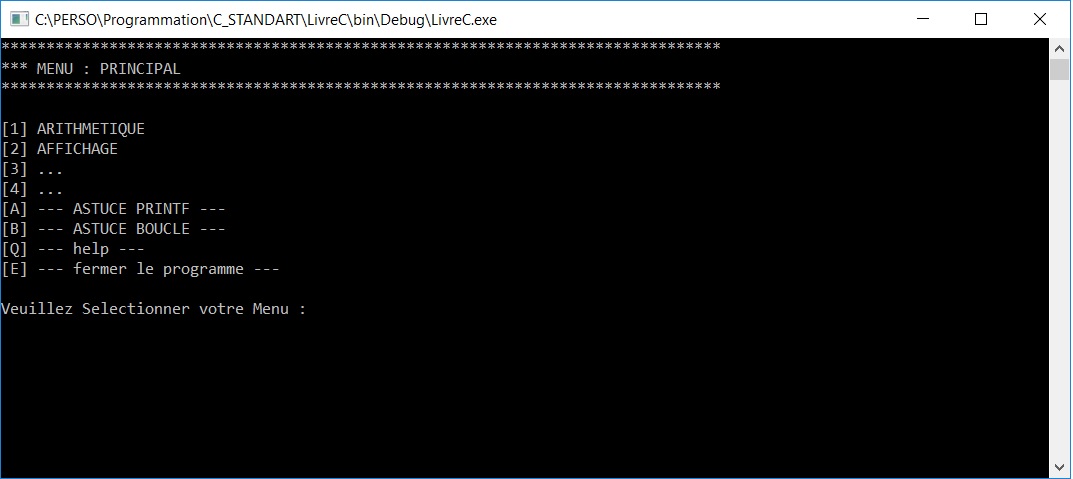 C:\PERSO\Programmation\C_STANDART\LivreC\bin\Debug\LivreC.exe
********************************************************************************
*** MENU : PRINCIPAL
********************************************************************************
[1] ARITHMETIQUE
[2] AFFICHAGE
[3] ...
[4] ...
[A] --- ASTUCE PRINTF ---
[B] --- ASTUCE BOUCLE ---
[Q] --- help ---
[E] --- fermer le programme ---
Veuillez Selectionner votre Menu :